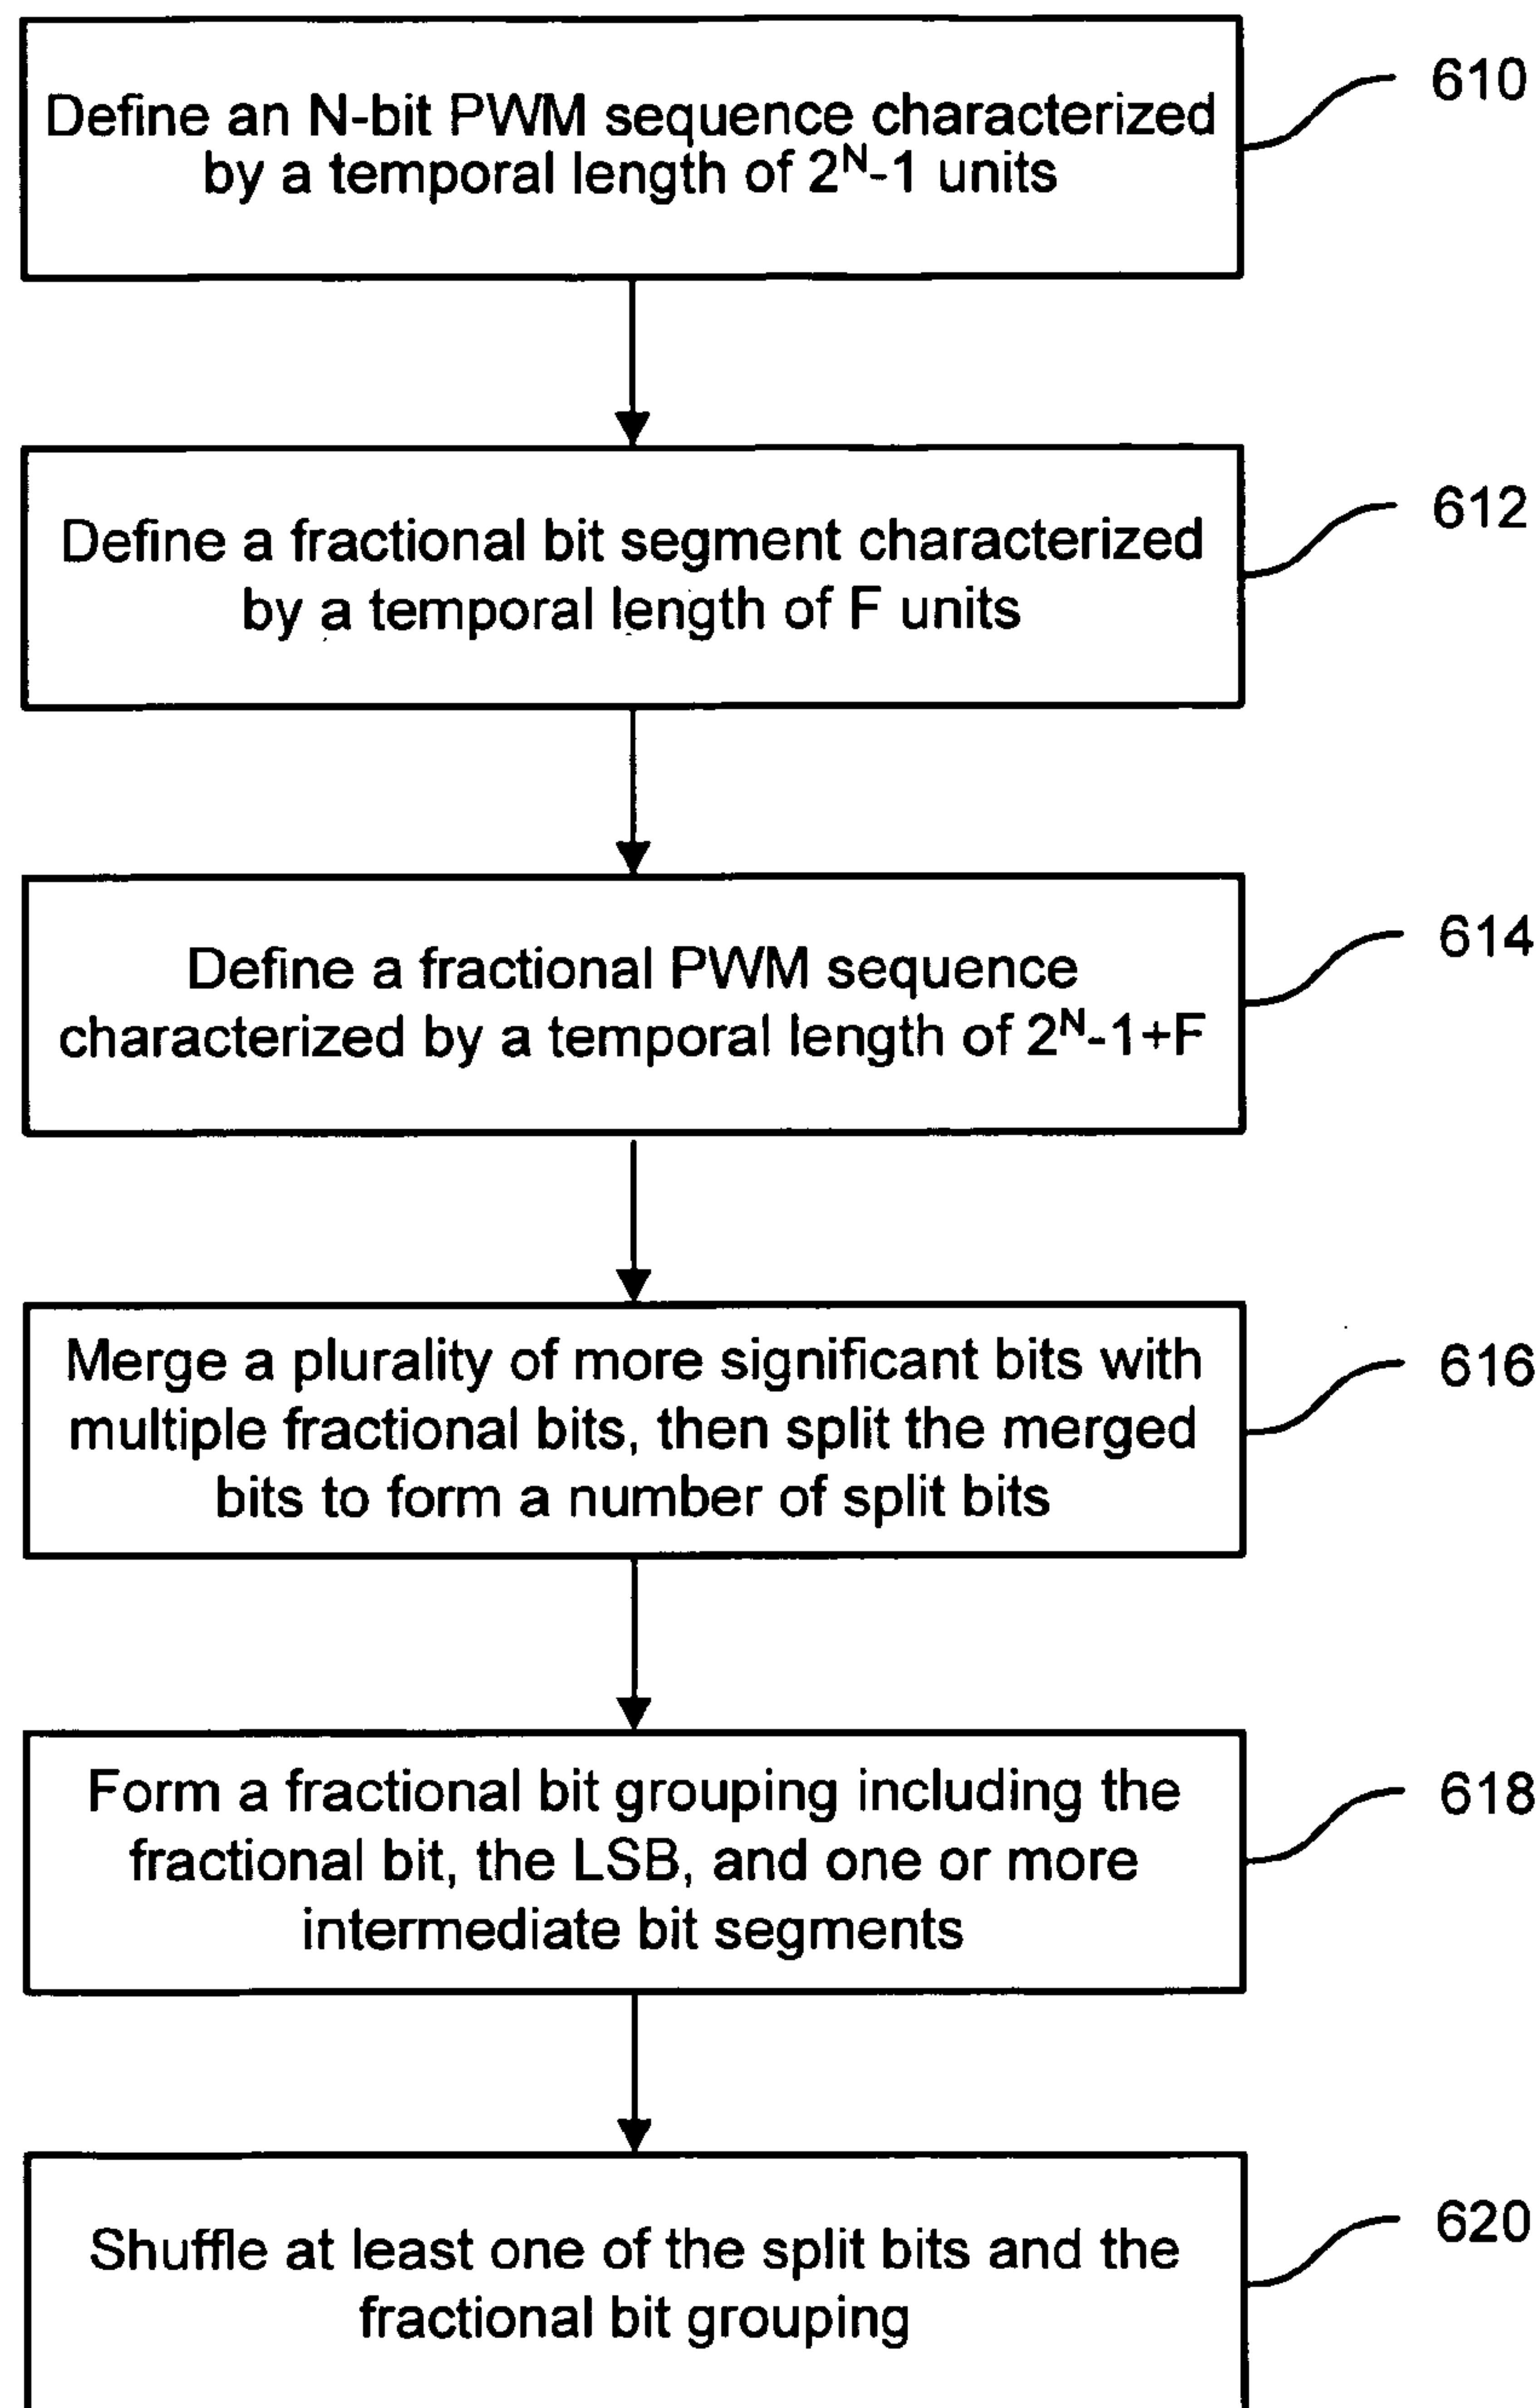 Define an N-bit PWM sequence characterized
by a temporal length of 2ᴺ-1 units
610
Define a fractional bit segment characterized
by a temporal length of F units
612
Define a fractional PWM sequence
characterized by a temporal length of 2ᴺ-1+F
614
Merge a plurality of more significant bits with
multiple fractional bits, then split the merged
bits to form a number of split bits
616
Form a fractional bit grouping including the
fractional bit, the LSB, and one or more
intermediate bit segments
618
Shuffle at least one of the split bits and the
fractional bit grouping
620